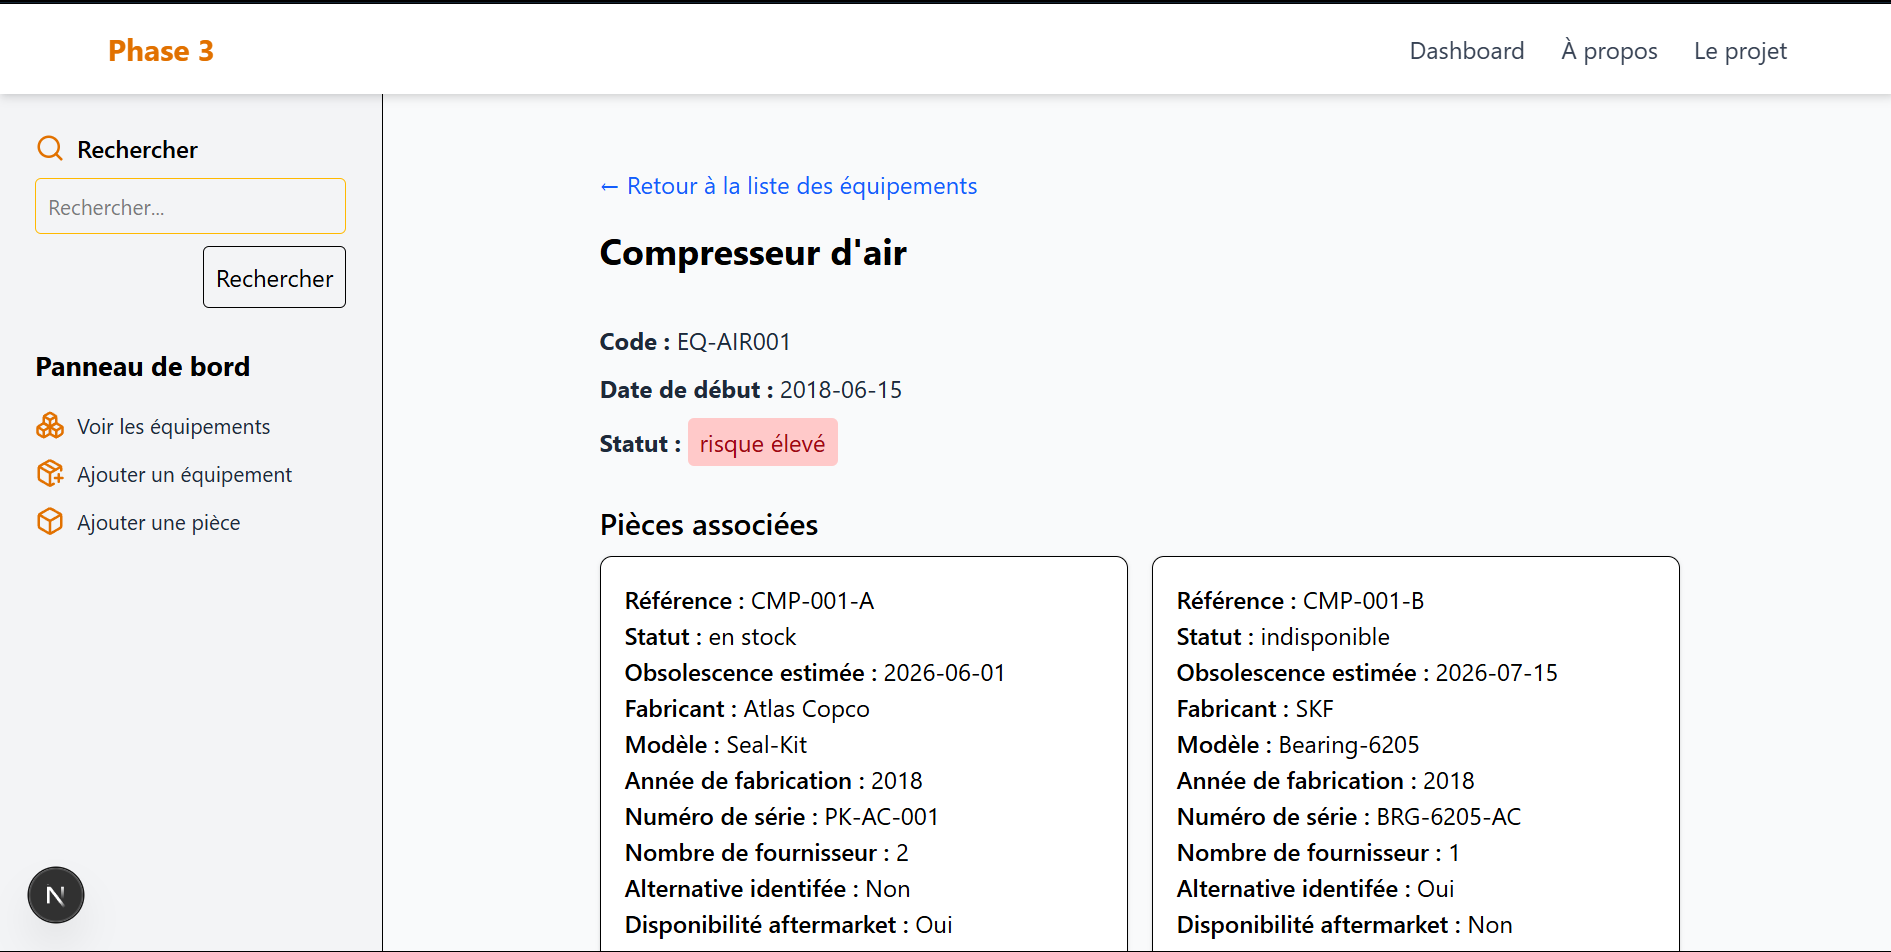 Phase 3
Dashboard
À propos
Le projet
Rechercher
Rechercher...
Rechercher
Panneau de bord
Voir les équipements
Ajouter un équipement
Ajouter une pièce
N
← Retour à la liste des équipements
Compresseur d'air
Code : EQ-AIR001
Date de début : 2018-06-15
Statut : risque élevé
Pièces associées
Référence : CMP-001-A
Statut : en stock
Obsolescence estimée : 2026-06-01
Fabricant : Atlas Copco
Modèle : Seal-Kit
Année de fabrication : 2018
Numéro de série : PK-AC-001
Nombre de fournisseur : 2
Alternative identifée : Non
Disponibilité aftermarket : Oui
Référence : CMP-001-B
Statut : indisponible
Obsolescence estimée : 2026-07-15
Fabricant : SKF
Modèle : Bearing-6205
Année de fabrication : 2018
Numéro de série : BRG-6205-AC
Nombre de fournisseur : 1
Alternative identifée : Oui
Disponibilité aftermarket : Non